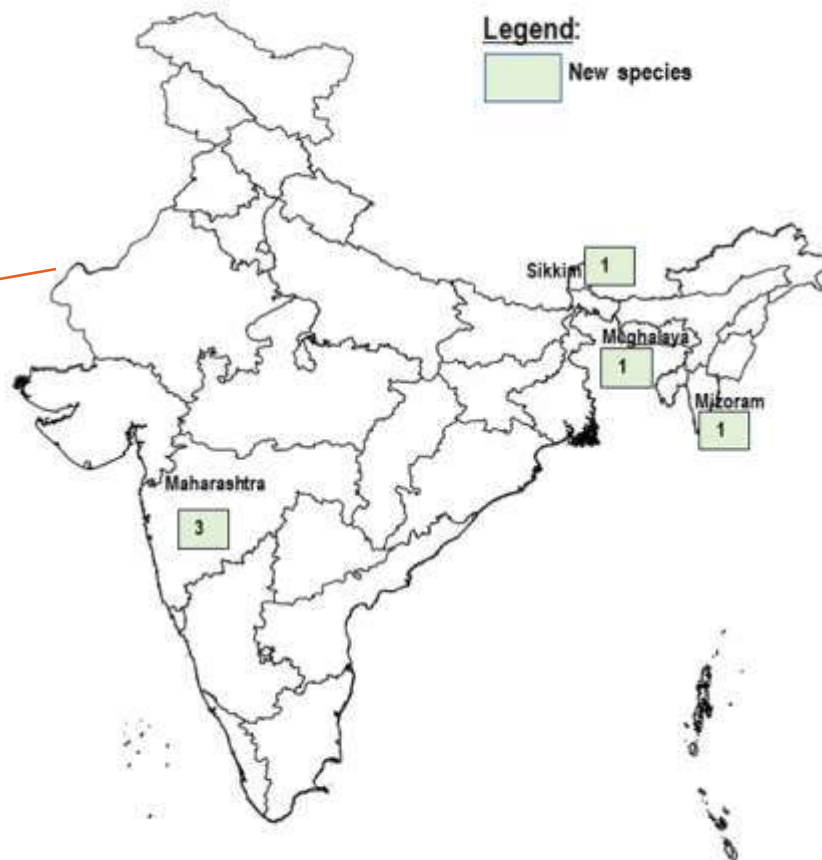 Legend:
New species
Sikkim
1
Meghalaya
1
Mizoram
1
Maharashtra
3